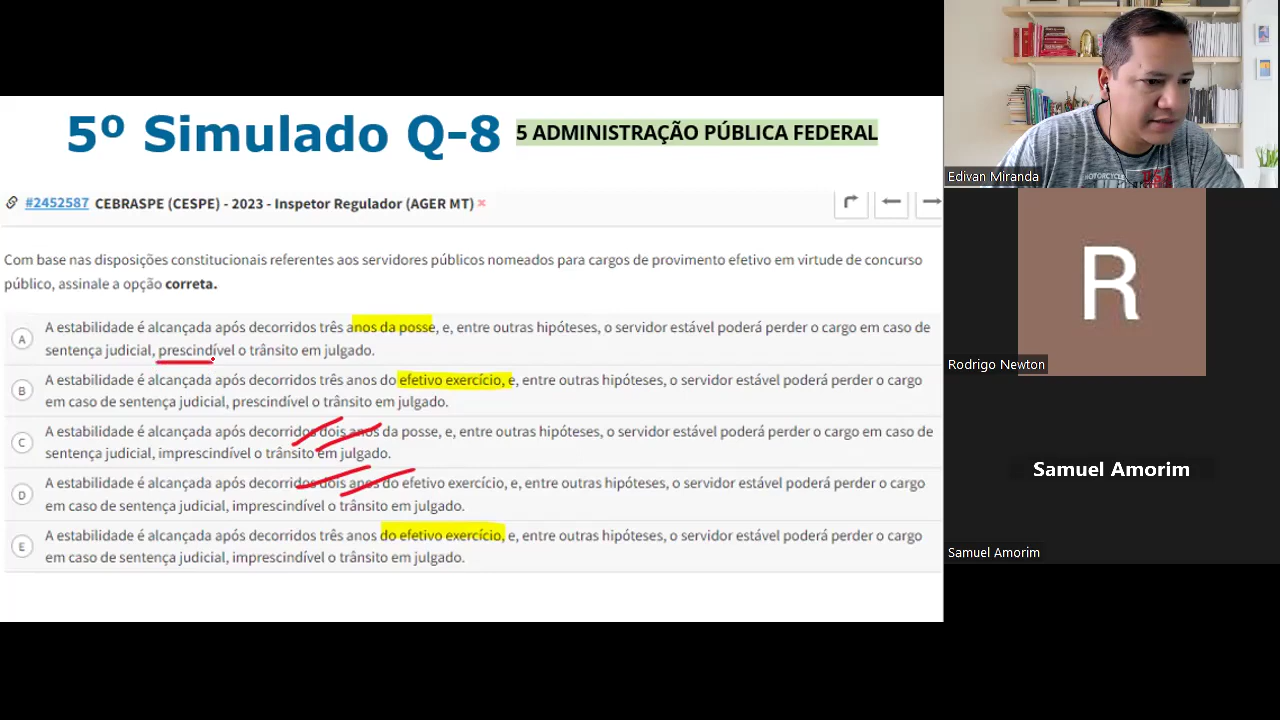 5º Simulado Q-8 5 ADMINISTRAÇÃO PÚBLICA FEDERAL
#2452587 CEBRASPE (CESPE) - 2023 - Inspetor Regulador (AGER MT) ×
Com base nas disposições constitucionais referentes aos servidores públicos nomeados para cargos de provimento efetivo em virtude de concurso
público, assinale a opção correta.
A A estabilidade é alcançada após decorridos três anos da posse, e, entre outras hipóteses, o servidor estável poderá perder o cargo em caso de
sentença judicial, prescindível o trânsito em julgado.
B A estabilidade é alcançada após decorridos três anos do efetivo exercício, e, entre outras hipóteses, o servidor estável poderá perder o cargo
em caso de sentença judicial, prescindível o trânsito em julgado.
C A estabilidade é alcançada após decorridos dois anos da posse, e, entre outras hipóteses, o servidor estável poderá perder o cargo em caso de
sentença judicial, imprescindível o trânsito em julgado.
D A estabilidade é alcançada após decorridos dois anos do efetivo exercício, e, entre outras hipóteses, o servidor estável poderá perder o cargo
em caso de sentença judicial, imprescindível o trânsito em julgado.
E A estabilidade é alcançada após decorridos três anos do efetivo exercício, e, entre outras hipóteses, o servidor estável poderá perder o cargo
em caso de sentença judicial, imprescindível o trânsito em julgado.
MOTORCYCLE
Edivan Miranda
R
Rodrigo Newton
Samuel Amorim
Samuel Amorim